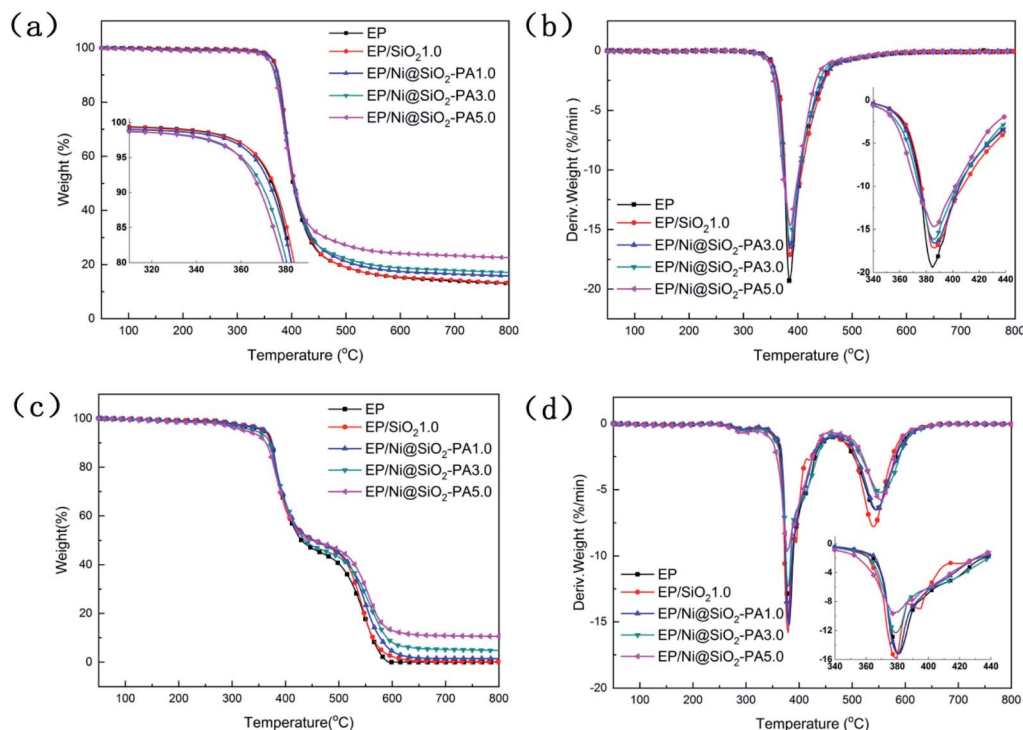 (a)
100
80
60
40
20
0
Weight (%)
EP
EP/SiO₂1.0
EP/Ni@SiO₂-PA1.0
EP/Ni@SiO₂-PA3.0
EP/Ni@SiO₂-PA5.0
100
95
90
85
80
320 340 360 380
100 200 300 400 500 600 700 800
Temperature (°C)
(b)
0
-5
-10
-15
-20
Deriv.Weight (%/min )
EP
EP/SiO₂1.0
EP/Ni@SiO₂-PA3.0
EP/Ni@SiO₂-PA3.0
EP/Ni@SiO₂-PA5.0
0
-5
-10
-15
-20
340 360 380 400 420 440
100 200 300 400 500 600 700 800
Temperature (°C)
(c)
100
80
60
40
20
0
Weight(%)
EP
EP/SiO₂1.0
EP/Ni@SiO₂-PA1.0
EP/Ni@SiO₂-PA3.0
EP/Ni@SiO₂-PA5.0
100 200 300 400 500 600 700 800
Temperature(°C)
(d)
0
-5
-10
-15
-20
Deriv.Weight (%/min)
EP
EP/SiO₂1.0
EP/Ni@SiO₂-PA1.0
EP/Ni@SiO₂-PA3.0
EP/Ni@SiO₂-PA5.0
0
-4
-8
-12
-16
340 360 380 400 420 440
100 200 300 400 500 600 700 800
Temperature (°C)